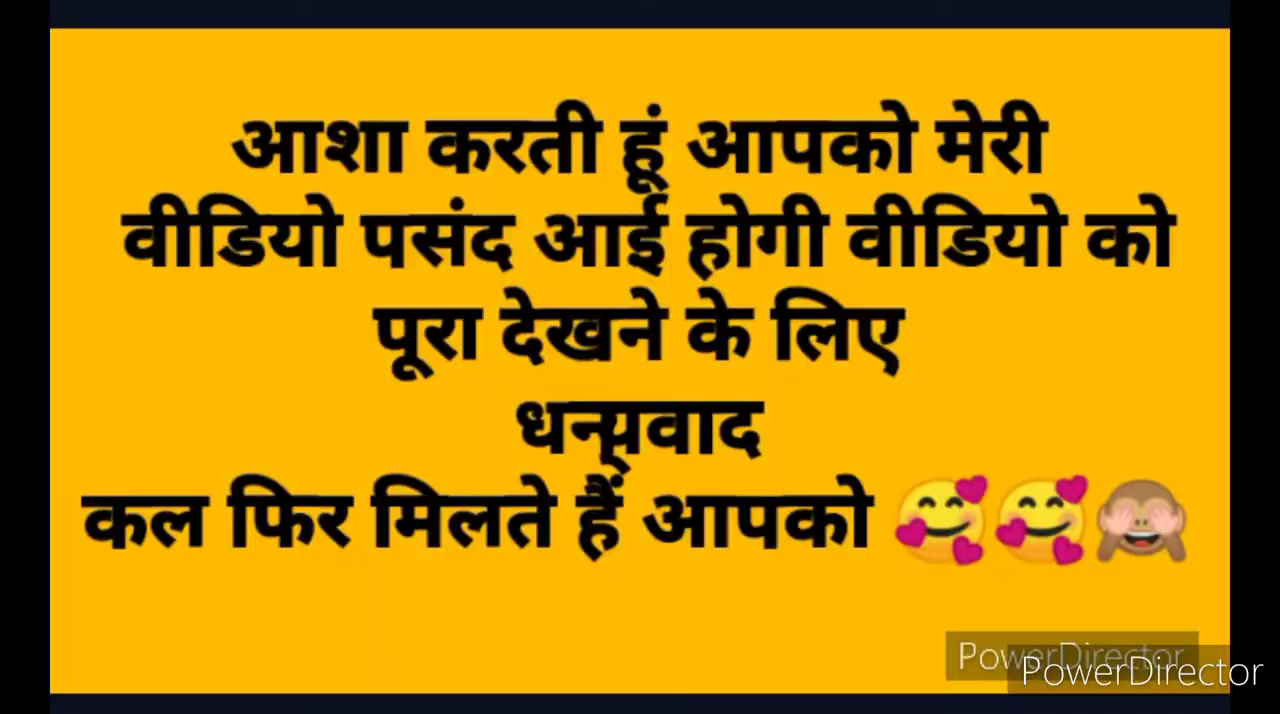 आशा करती हूं आपको मेरी
वीडियो पसंद आई होगी वीडियो को
पूरा देखने के लिए
धन्यवाद
कल फिर मिलते हैं आपको 🥰🥰🙈
PowerDirector
PowerDirector